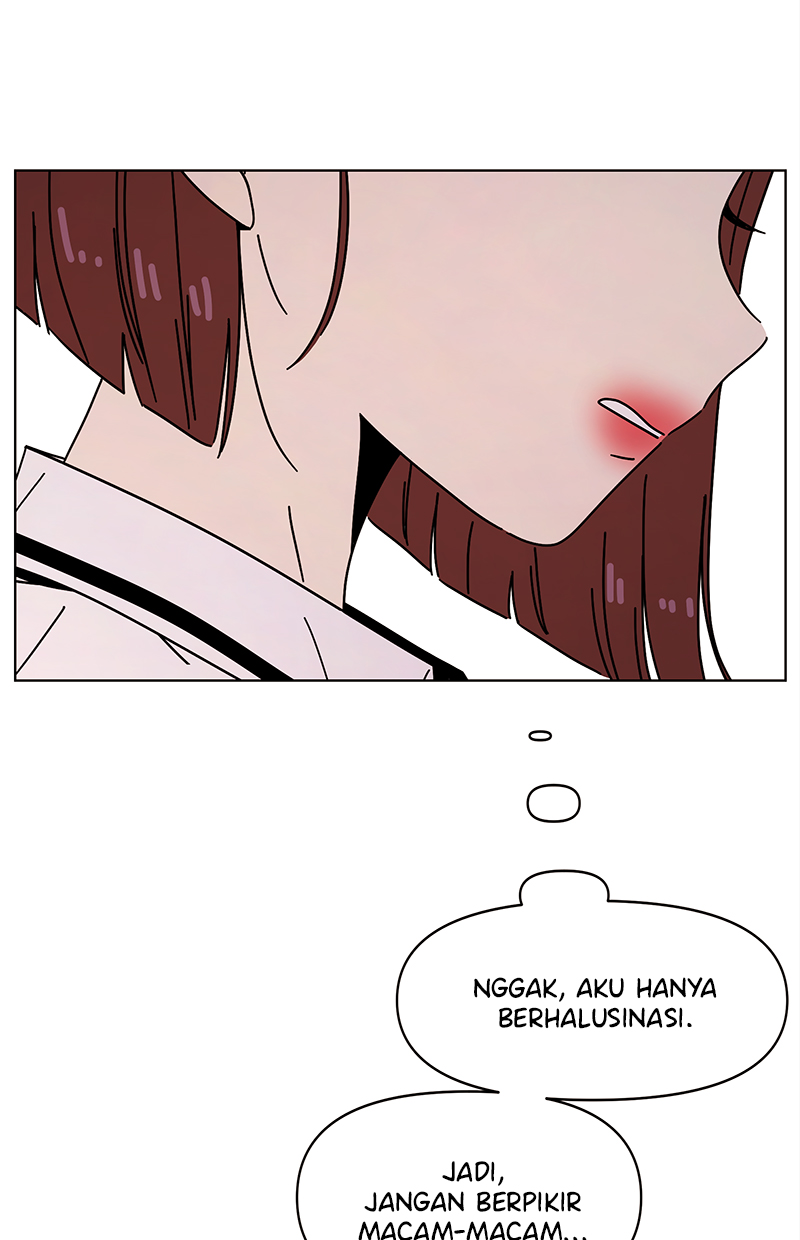 NGGAK, AKU HANYA
BERHALUSINASI.
JADI,
JANGAN BERPIKIR
MACAM-MACAM...